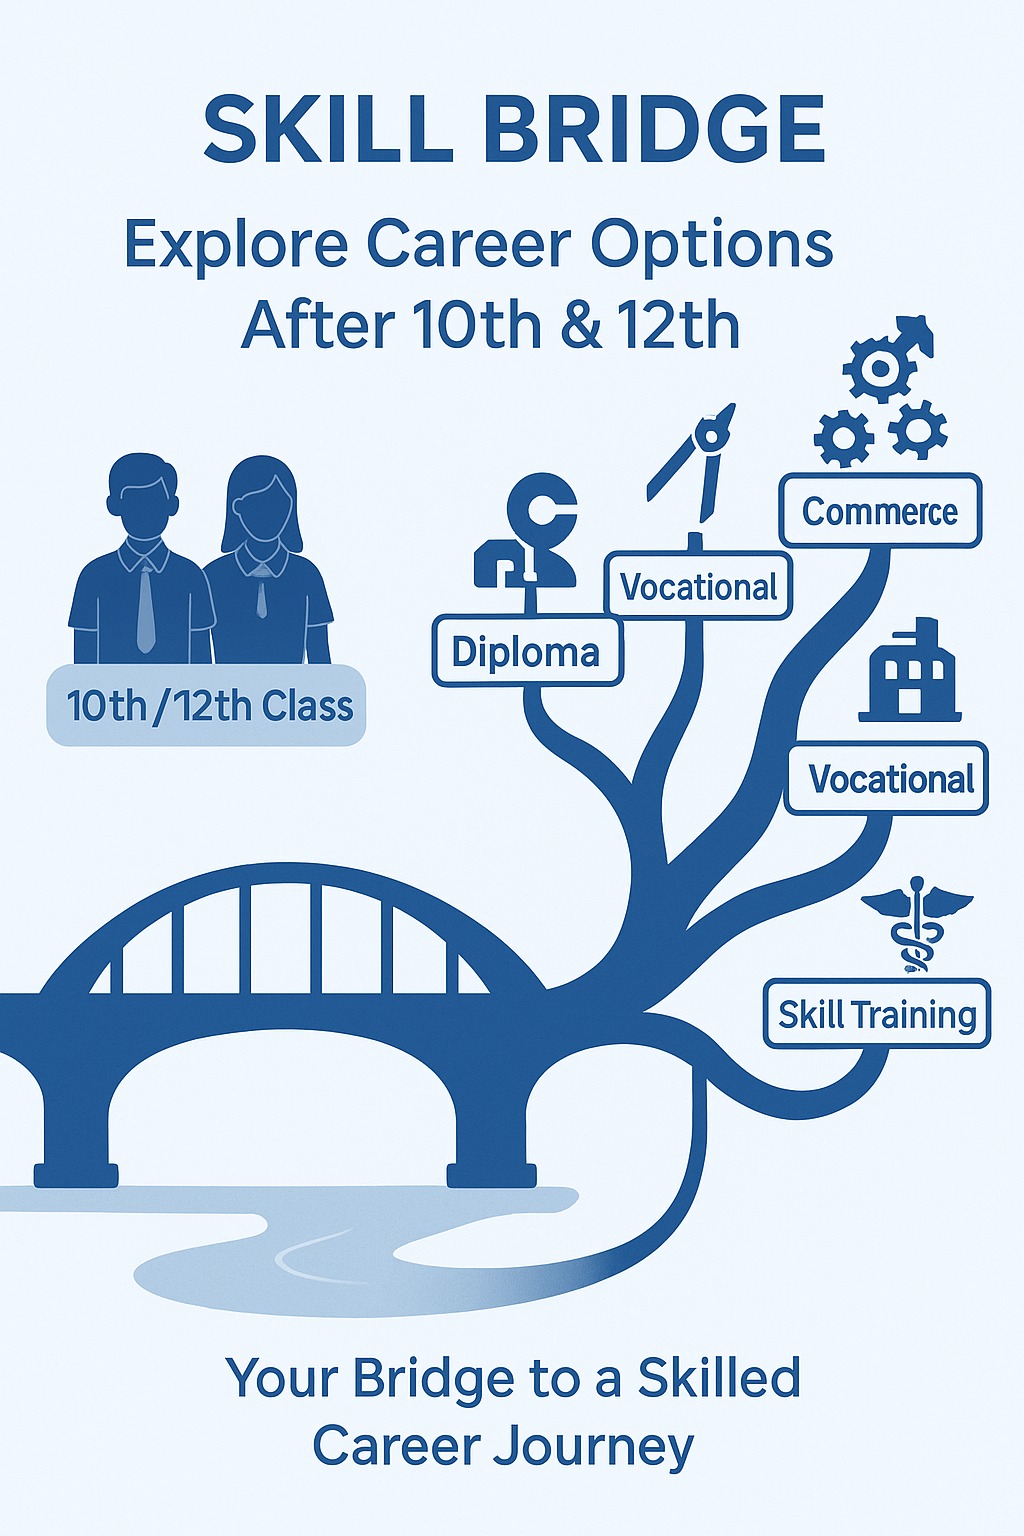 SKILL BRIDGE
Explore Career Options
After 10th & 12th
Commerce
Vocational
Diploma
10th/12th Class
Vocational
Skill Training
Your Bridge to a Skilled
Career Journey